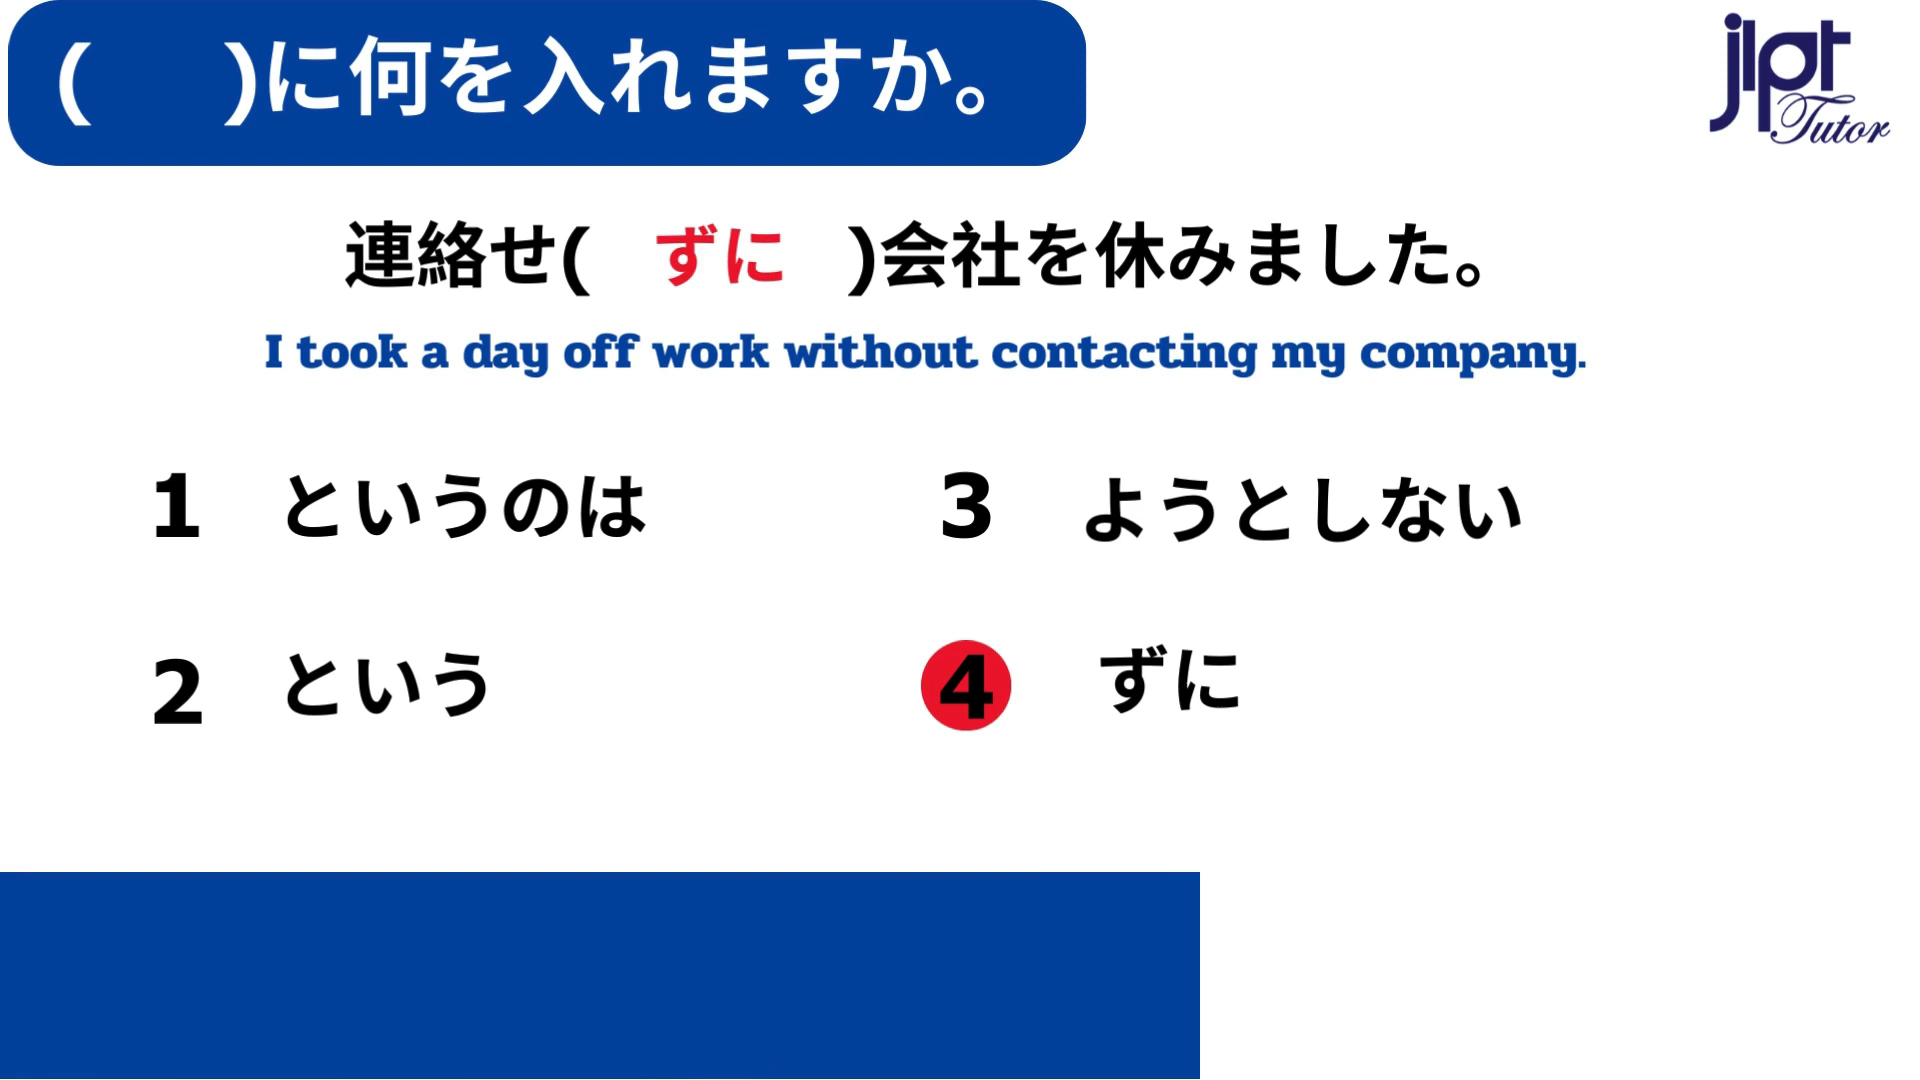 (　　)に何を入れますか。
jlpt
Tutor
連絡せ(　ずに　)会社を休みました。
I took a day off work without contacting my company.
1　というのは
2　という
3　ようとしない
4　ずに